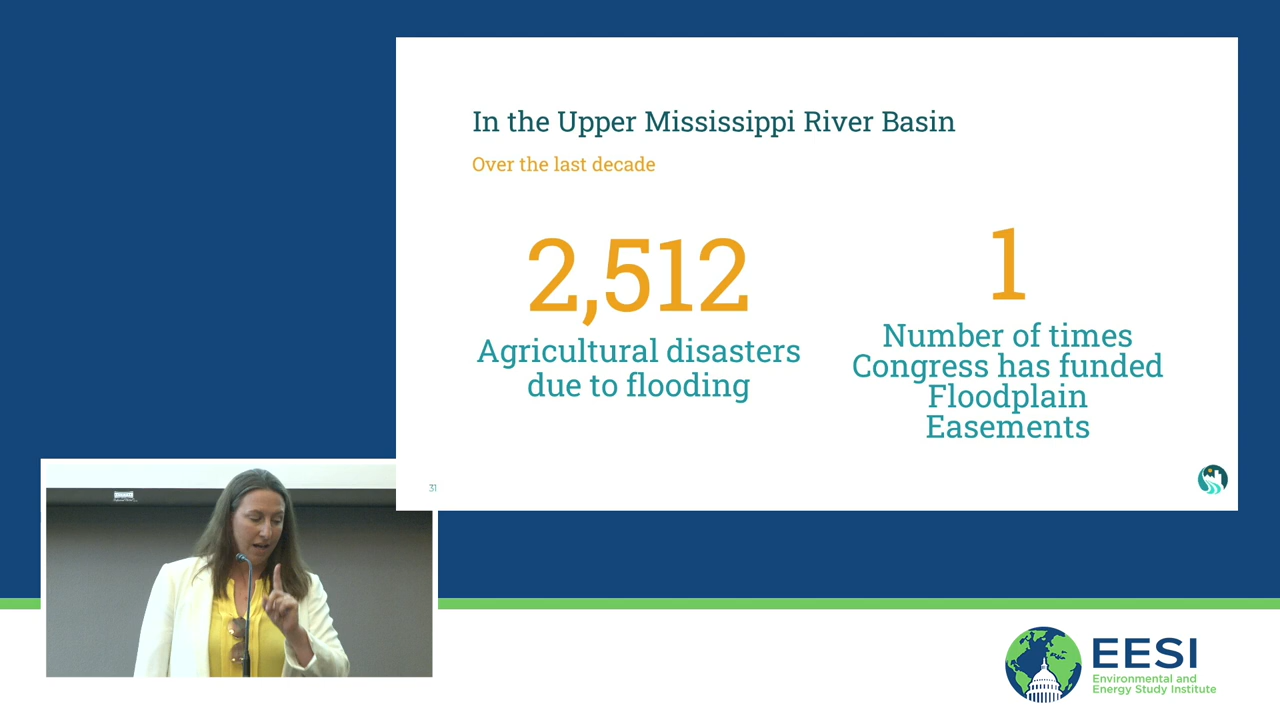 In the Upper Mississippi River Basin
Over the last decade
2,512
Agricultural disasters
due to flooding
1
Number of times
Congress has funded
Floodplain
Easements
31
EESI
Environmental and
Energy Study Institute